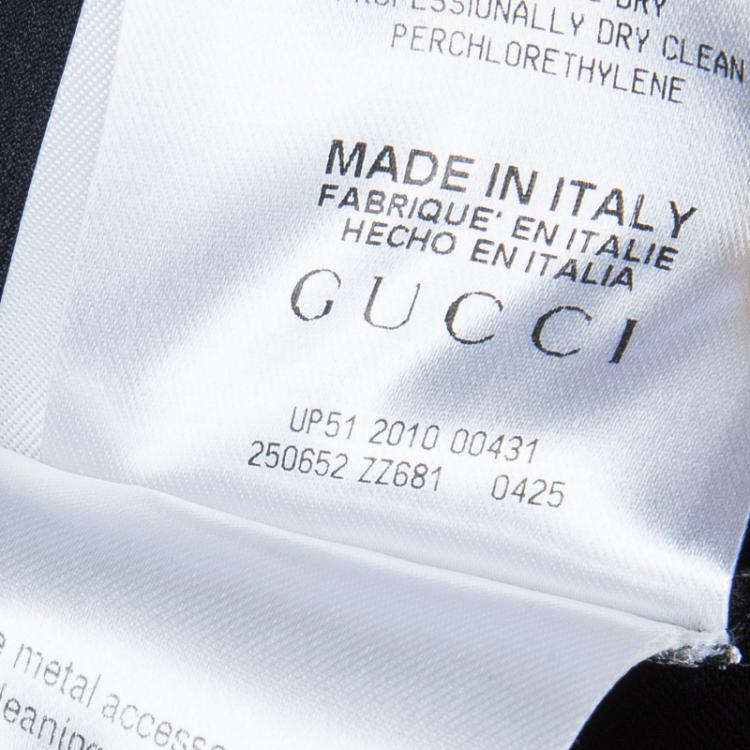 DRY
PROFESSIONALLY DRY CLEAN
PERCHLORETHYLENE
MADE IN ITALY
FABRIQUE' EN ITALIE
HECHO EN ITALIA
GUCCI
UP51 2010 00431
250652 ZZ681 0425
metal